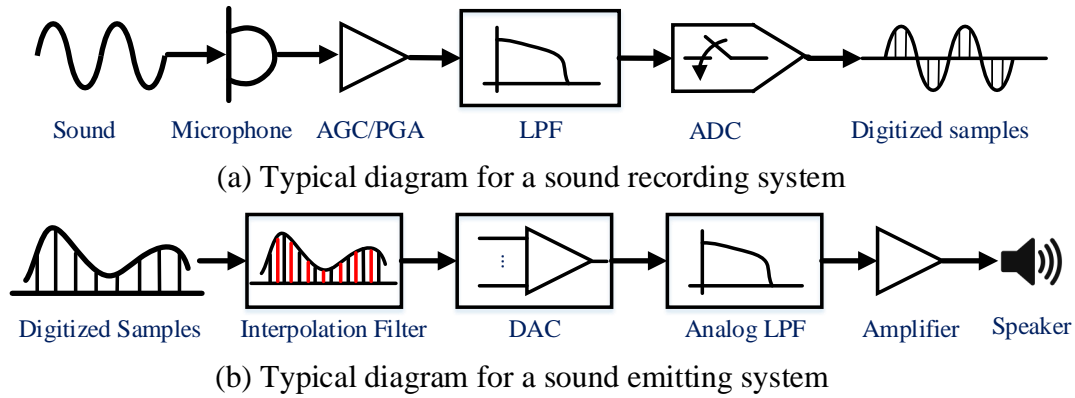 Sound Microphone AGC/PGA LPF ADC Digitized samples
(a) Typical diagram for a sound recording system
Digitized Samples Interpolation Filter DAC Analog LPF Amplifier Speaker
(b) Typical diagram for a sound emitting system